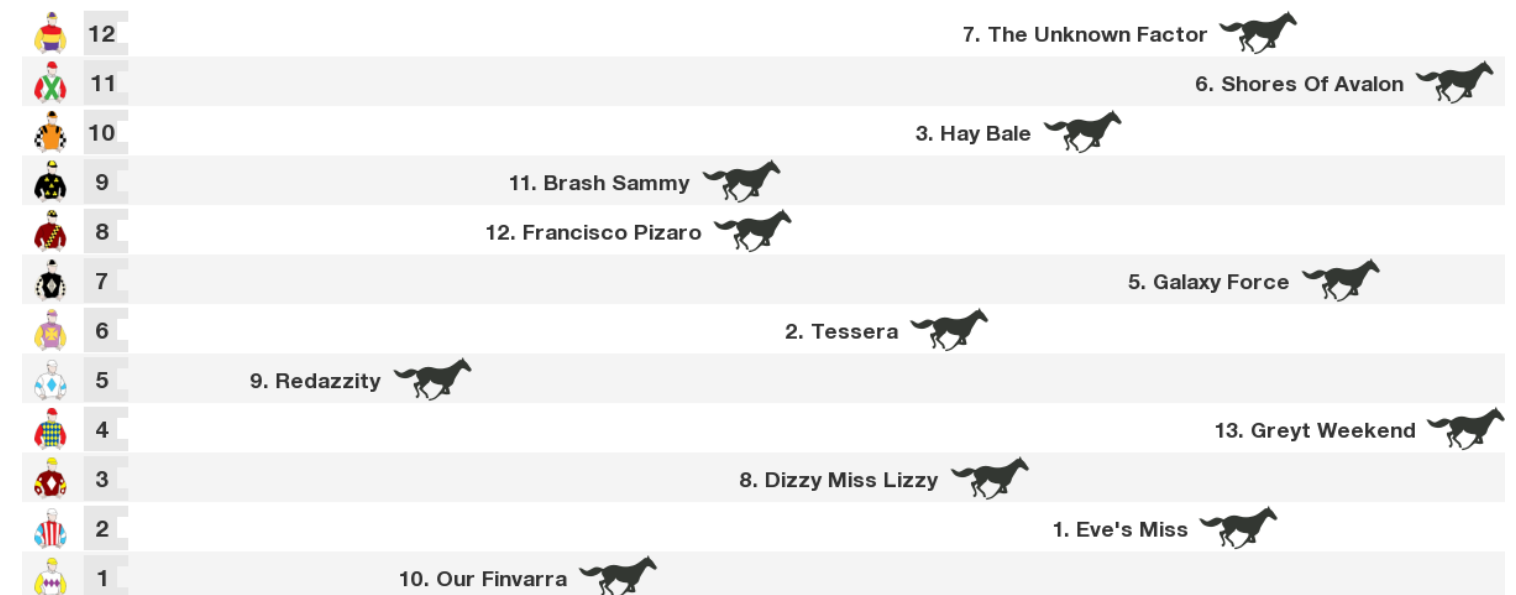 12 7. The Unknown Factor
11 6. Shores Of Avalon
10 3. Hay Bale
9 11. Brash Sammy
8 12. Francisco Pizaro
7 5. Galaxy Force
6 2. Tessera
5 9. Redazzity
4 13. Greyt Weekend
3 8. Dizzy Miss Lizzy
2 1. Eve's Miss
1 10. Our Finvarra